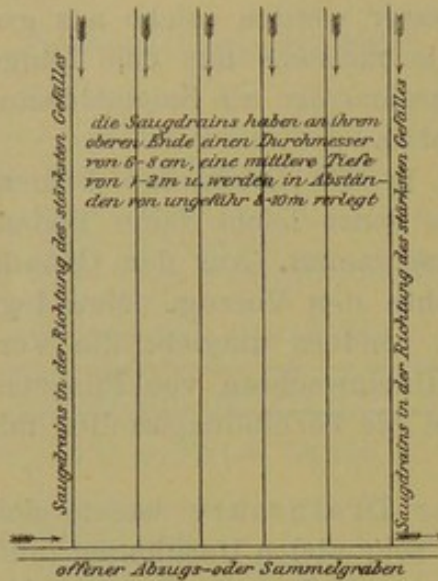 Saugdrains in der Richtung des stärksten Gefälles
die Saugdrains haben an ihrem
oberen Ende einen Durchmesser
von 6-8 cm, eine mittlere Tiefe
von 1-2 m u. werden in Abstän-
den von ungefähr 8-10 m verlegt
Saugdrains in der Richtung des stärksten Gefälles
offener Abzugs-oder Sammelgraben